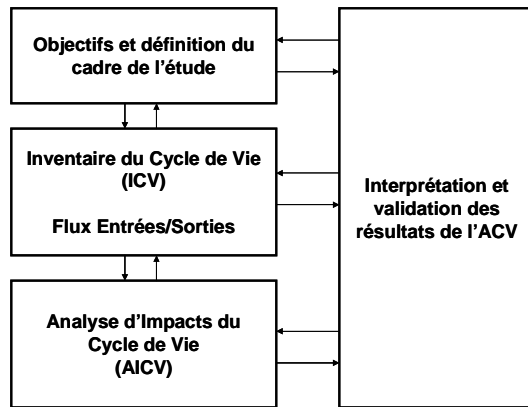 Objectifs et définition du
cadre de l'étude
Inventaire du Cycle de Vie
(ICV)
Flux Entrées/Sorties
Analyse d'Impacts du
Cycle de Vie
(AICV)
Interprétation et
validation des
résultats de l'ACV